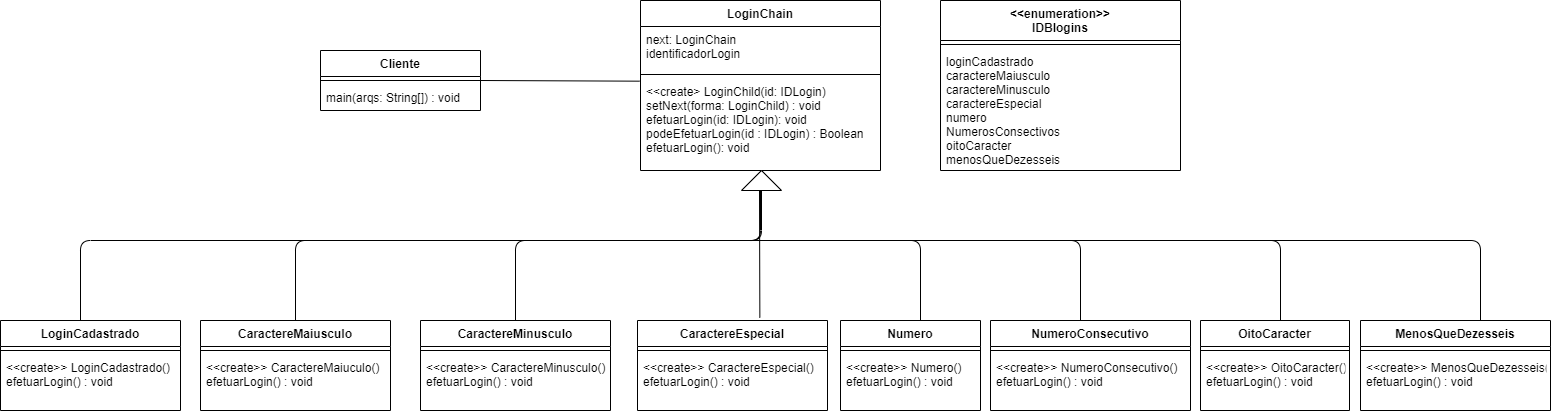 LoginChain
next: LoginChain
identificadorLogin
<<create> LoginChild(id: IDLogin)
setNext(forma: LoginChild) : void
efetuarLogin(id: IDLogin): void
podeEfetuarLogin(id : IDLogin) : Boolean
efetuarLogin(): void
<<enumeration>>
IDBlogins
loginCadastrado
caractereMaiusculo
caractereMinusculo
caractereEspecial
numero
NumerosConsectivos
oitoCaracter
menosQueDezesseis
Cliente
main(arqs: String[]) : void
LoginCadastrado
<<create>> LoginCadastrado()
efetuarLogin() : void
CaractereMaiusculo
<<create>> CaractereMaiuculo()
efetuarLogin() : void
CaractereMinusculo
<<create>> CaractereMinusculo()
efetuarLogin() : void
CaractereEspecial
<<create>> CaractereEspecial()
efetuarLogin() : void
Numero
<<create>> Numero()
efetuarLogin() : void
NumeroConsecutivo
<<create>> NumeroConsecutivo()
efetuarLogin() : void
OitoCaracter
<<create>> OitoCaracter()
efetuarLogin() : void
MenosQueDezesseis
<<create>> MenosQueDezesseis(
efetuarLogin() : void